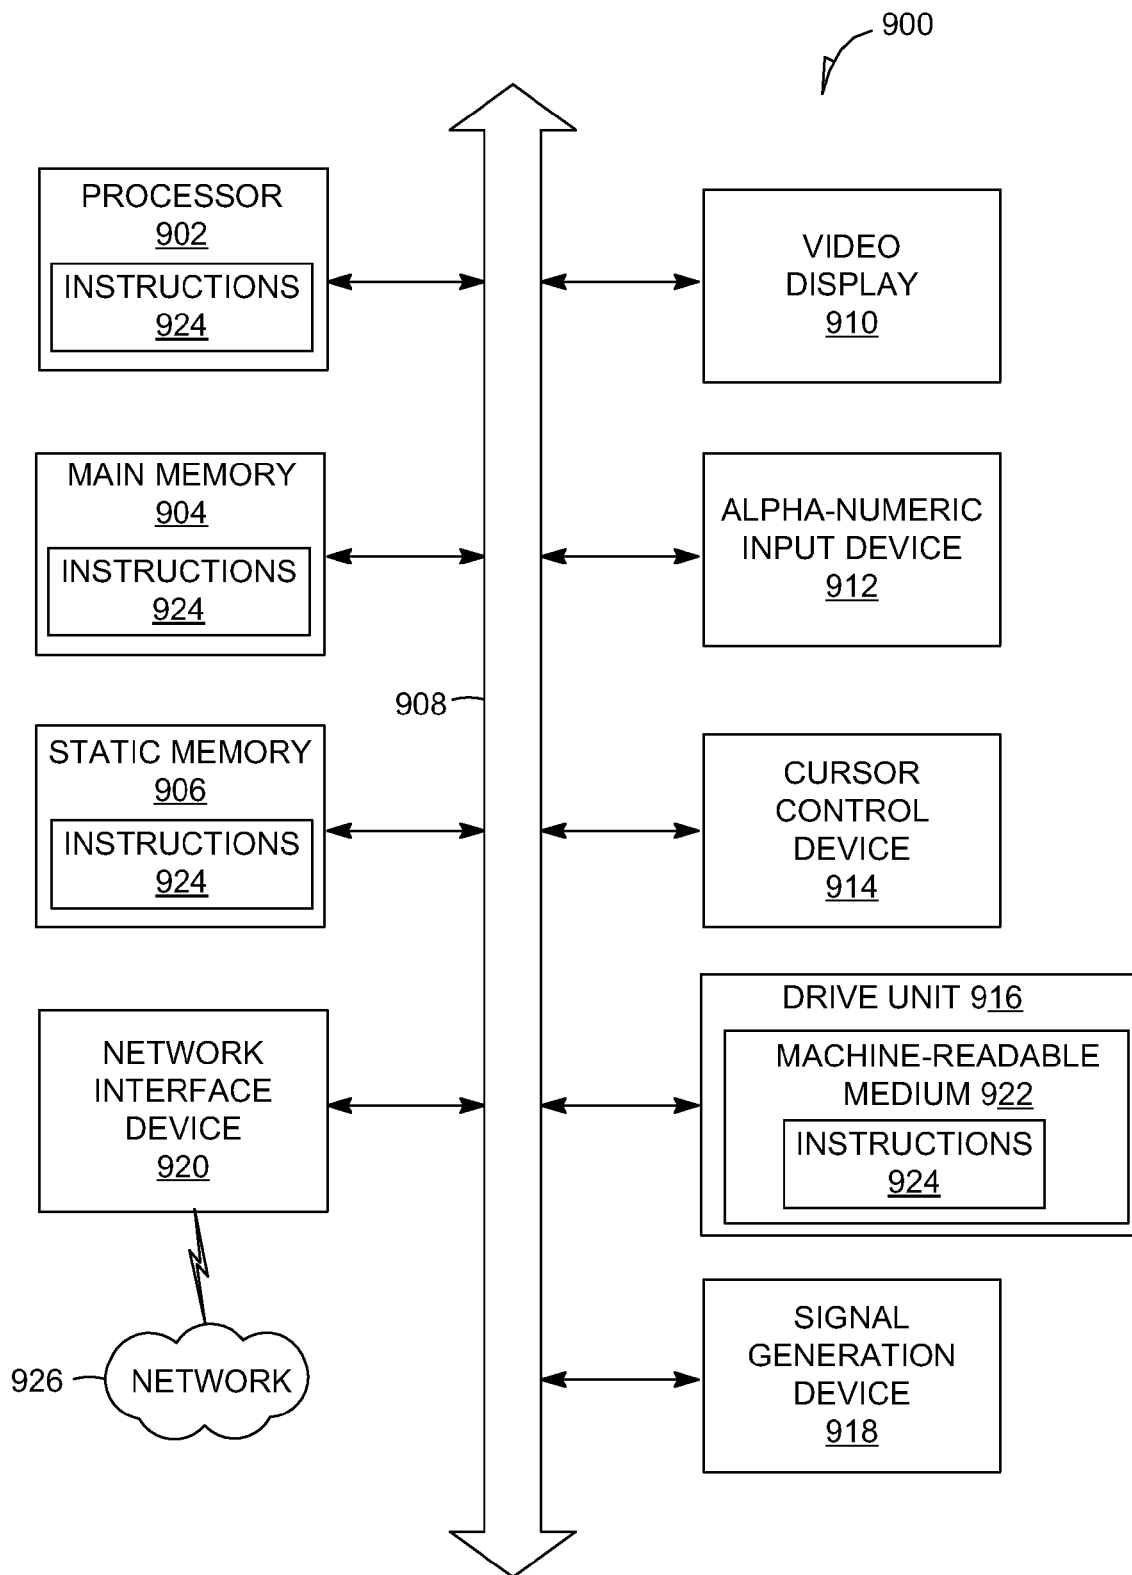 900
PROCESSOR
902
INSTRUCTIONS
924
VIDEO
DISPLAY
910
MAIN MEMORY
904
INSTRUCTIONS
924
ALPHA-NUMERIC
INPUT DEVICE
912
908
STATIC MEMORY
906
INSTRUCTIONS
924
CURSOR
CONTROL
DEVICE
914
NETWORK
INTERFACE
DEVICE
920
DRIVE UNIT 916
MACHINE-READABLE
MEDIUM 922
INSTRUCTIONS
924
926
NETWORK
SIGNAL
GENERATION
DEVICE
918